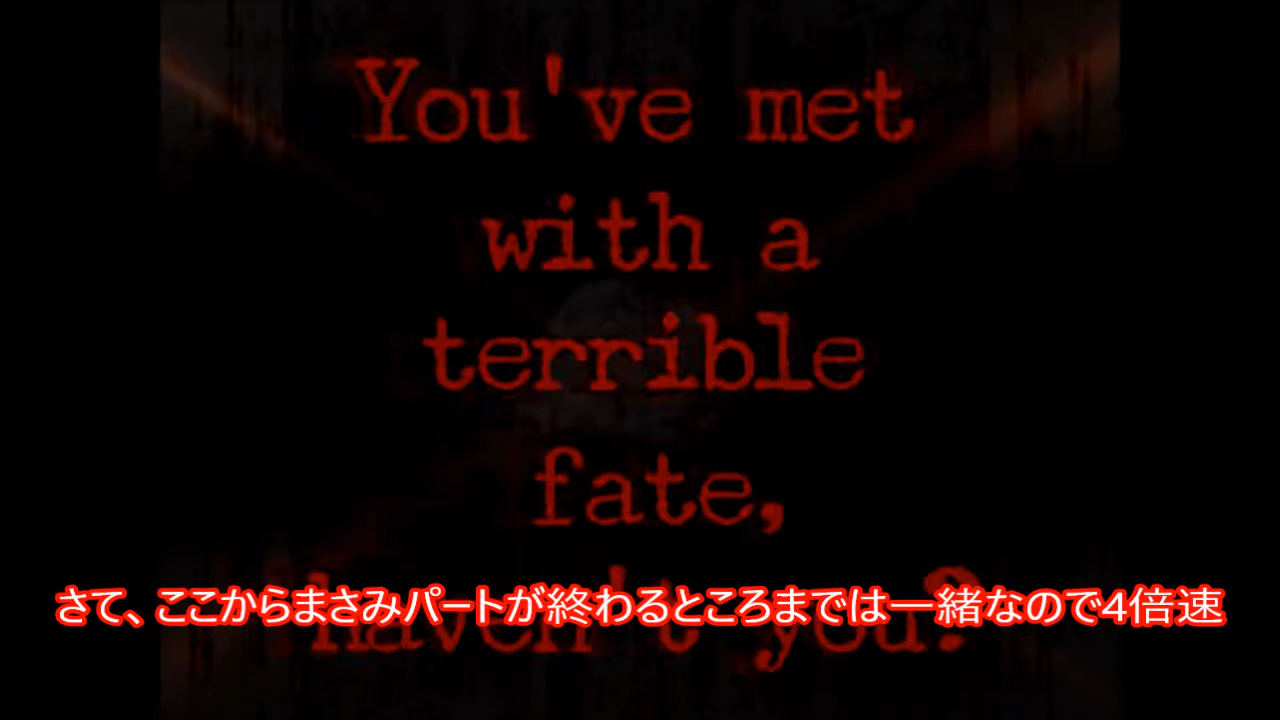 You've met
with a
terrible
fate,
haven't you?
さて、ここからまさみパートが終わるところまでは一緒なので4倍速